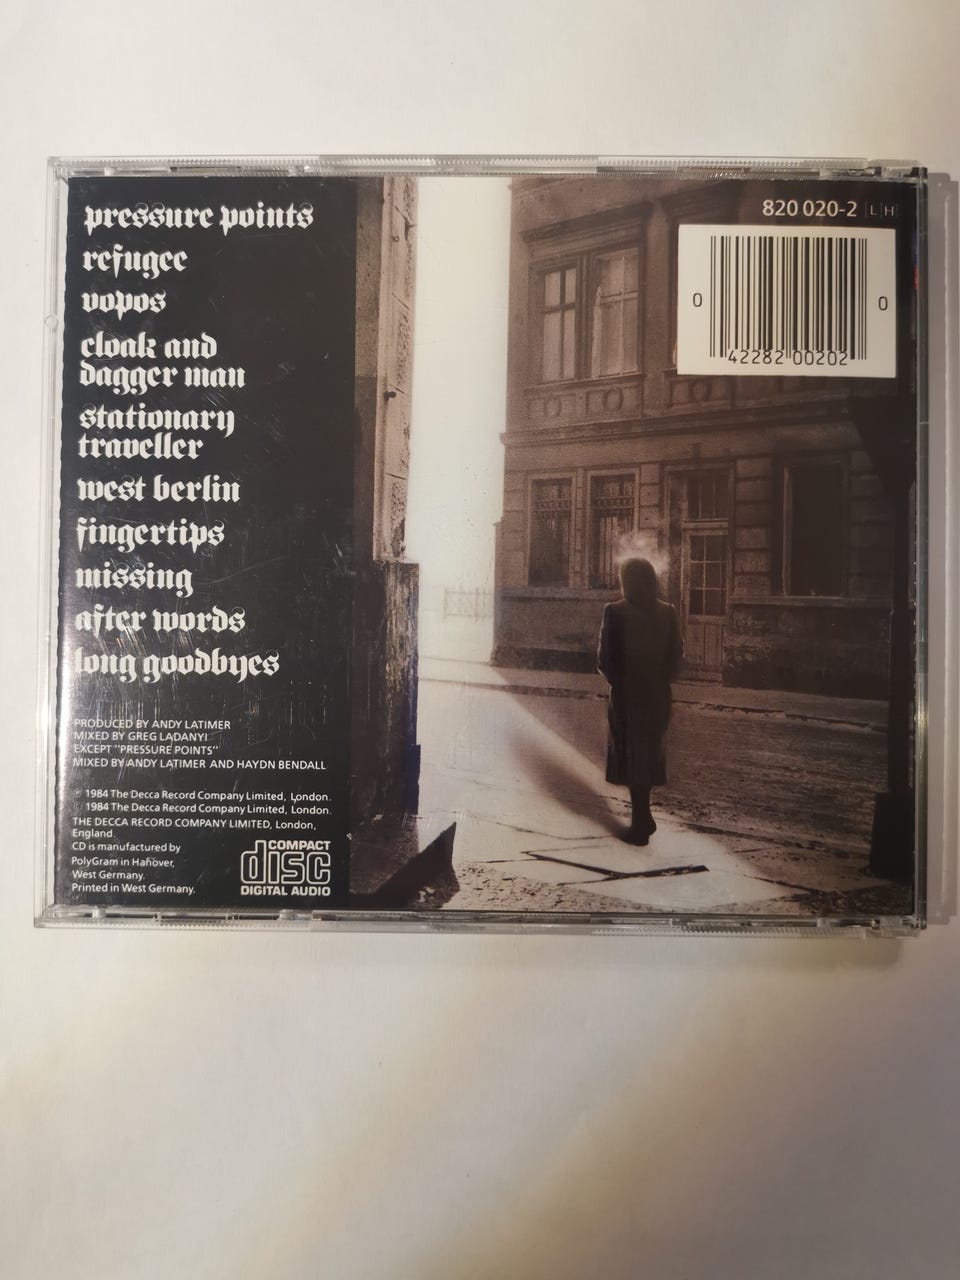 pressure points
refugee
vopos
cloak and
dagger man
stationary
traveller
west berlin
fingertips
missing
after words
long goodbyes
PRODUCED BY ANDY LATIMER
MIXED BY GREG LADANYI
EXCEPT "PRESSURE POINTS"
MIXED BY ANDY LATIMER AND HAYDN BENDALL
℗ 1984 The Decca Record Company Limited, London.
© 1984 The Decca Record Company Limited, London.
THE DECCA RECORD COMPANY LIMITED, London,
England.
CD is manufactured by
PolyGram in Hanover,
West Germany.
Printed in West Germany.
COMPACT
disc
DIGITAL AUDIO
820 020-2 LH
0 42282 00202 0